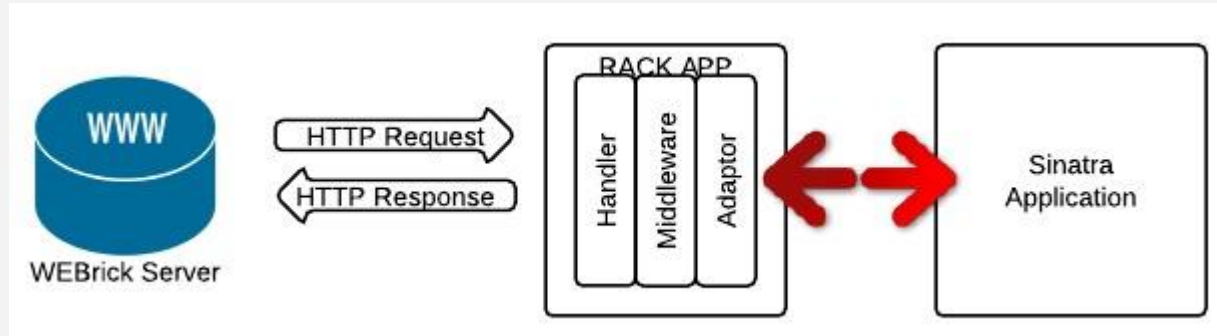 WWW
WEBrick Server
HTTP Request
HTTP Response
RACK APP
Handler
Middleware
Adaptor
Sinatra
Application